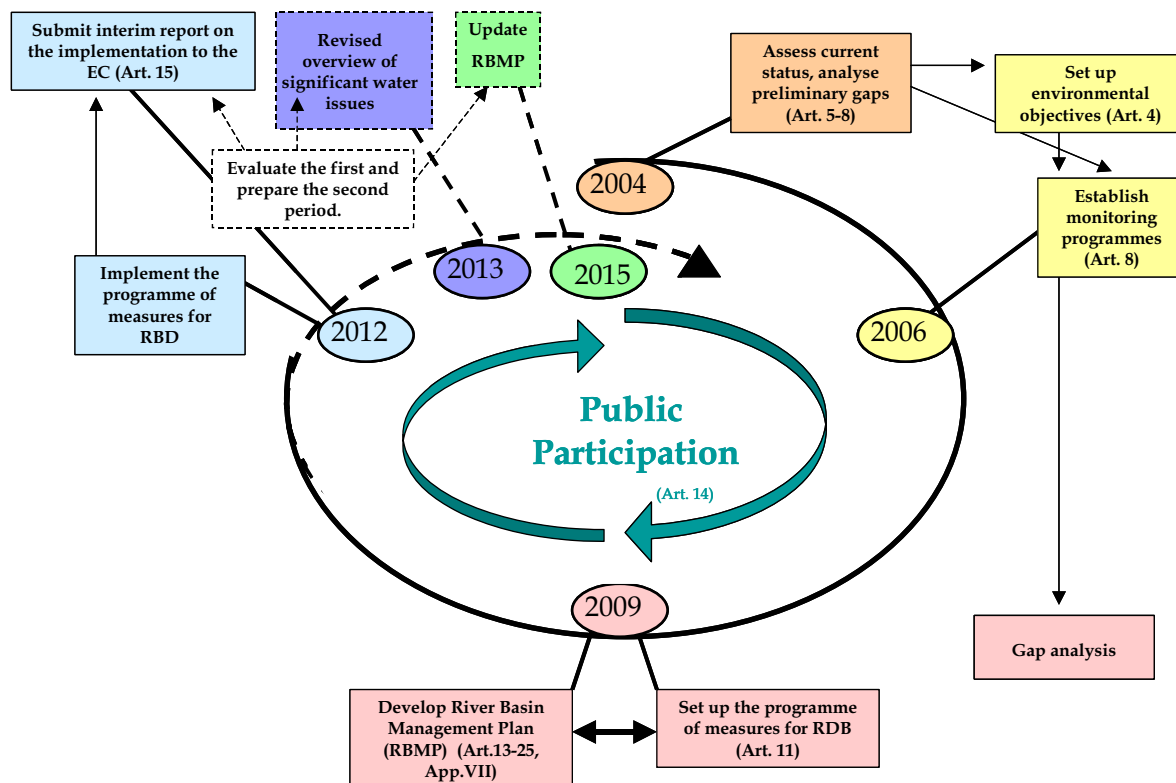 Submit interim report on
the implementation to the
EC (Art. 15)
Revised
overview of
significant water
issues
Update
RBMP
Assess current
status, analyse
preliminary gaps
(Art. 5-8)
Set up
environmental
objectives (Art. 4)
Evaluate the first and
prepare the second
period.
2004
Establish
monitoring
programmes
(Art. 8)
Implement the
programme of
measures for
RBD
2013
2015
2012
2006
Public
Participation
(Art. 14)
2009
Gap analysis
Develop River Basin
Management Plan
(RBMP) (Art.13-25,
App.VII)
Set up the programme
of measures for RDB
(Art. 11)